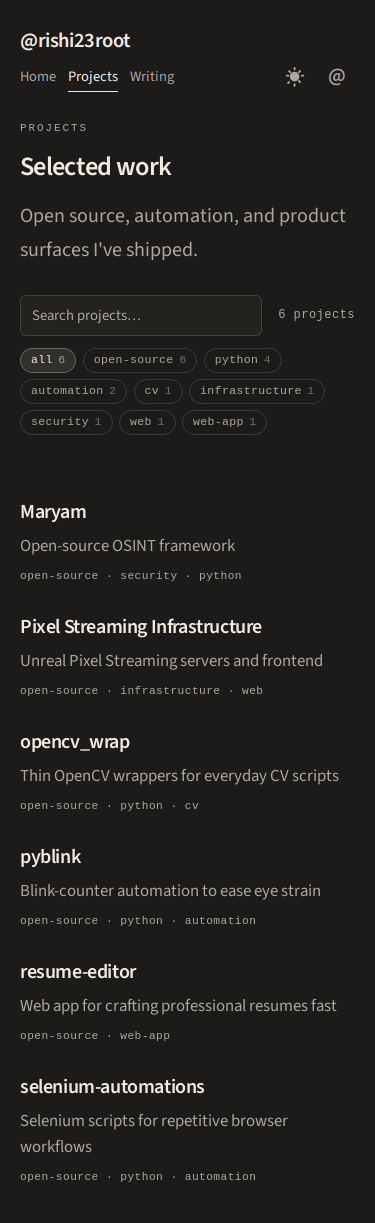 @rishi23root
Home Projects Writing @
PROJECTS
Selected work
Open source, automation, and product
surfaces I've shipped.
Search projects… 6 projects
all 6 open-source 6 python 4
automation 2 cv 1 infrastructure 1
security 1 web 1 web-app 1
Maryam
Open-source OSINT framework
open-source · security · python
Pixel Streaming Infrastructure
Unreal Pixel Streaming servers and frontend
open-source · infrastructure · web
opencv_wrap
Thin OpenCV wrappers for everyday CV scripts
open-source · python · cv
pyblink
Blink-counter automation to ease eye strain
open-source · python · automation
resume-editor
Web app for crafting professional resumes fast
open-source · web-app
selenium-automations
Selenium scripts for repetitive browser
workflows
open-source · python · automation